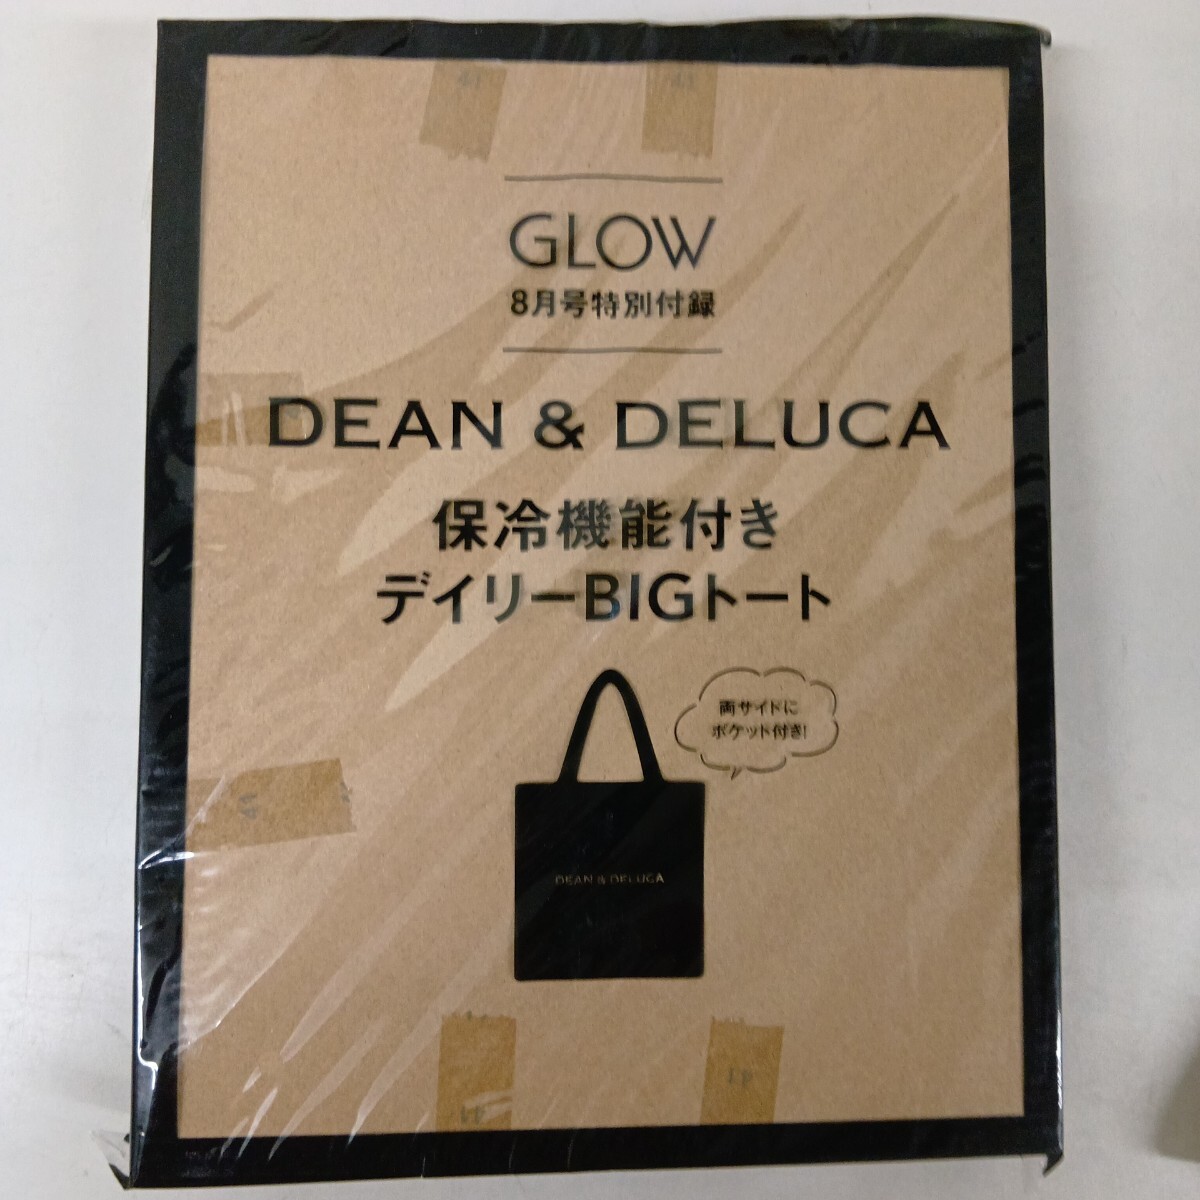 GLOW
8月号特別付録
DEAN & DELUCA
保冷機能付き
デイリーBIGトート
両サイドに
ポケット付き!
DEAN & DELUCA